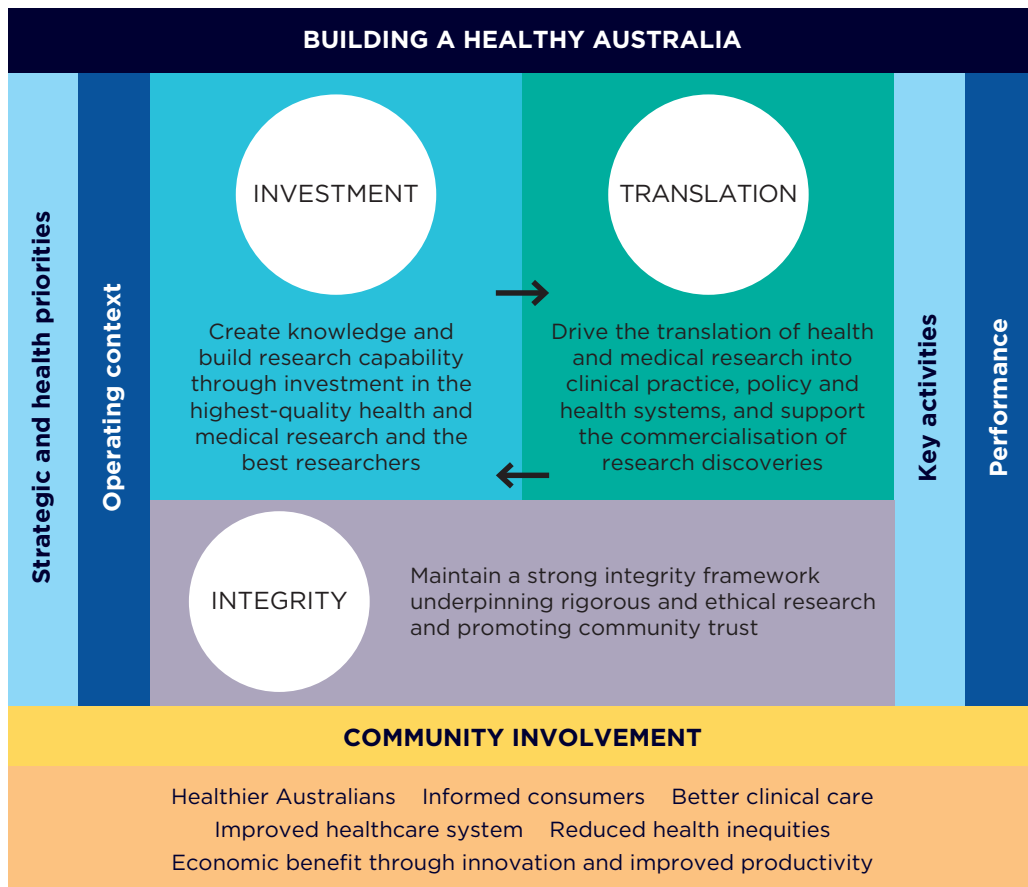 BUILDING A HEALTHY AUSTRALIA
Strategic and health priorities
Operating context
INVESTMENT
Create knowledge and
build research capability
through investment in the
highest-quality health and
medical research and the
best researchers
TRANSLATION
Drive the translation of health
and medical research into
clinical practice, policy and
health systems, and support
the commercialisation of
research discoveries
INTEGRITY
Maintain a strong integrity framework
underpinning rigorous and ethical research
and promoting community trust
Key activities
Performance
COMMUNITY INVOLVEMENT
Healthier Australians Informed consumers Better clinical care
Improved healthcare system Reduced health inequities
Economic benefit through innovation and improved productivity